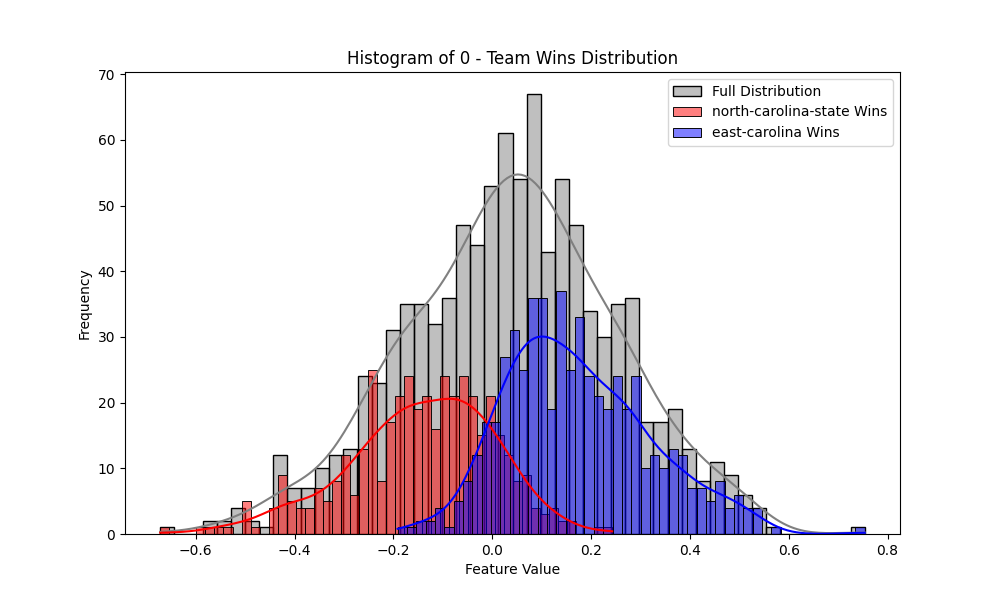 Histogram of 0 - Team Wins Distribution
Full Distribution
north-carolina-state Wins
east-carolina Wins
Frequency
70
60
50
40
30
20
10
0
−0.6 −0.4 −0.2 0.0 0.2 0.4 0.6 0.8
Feature Value